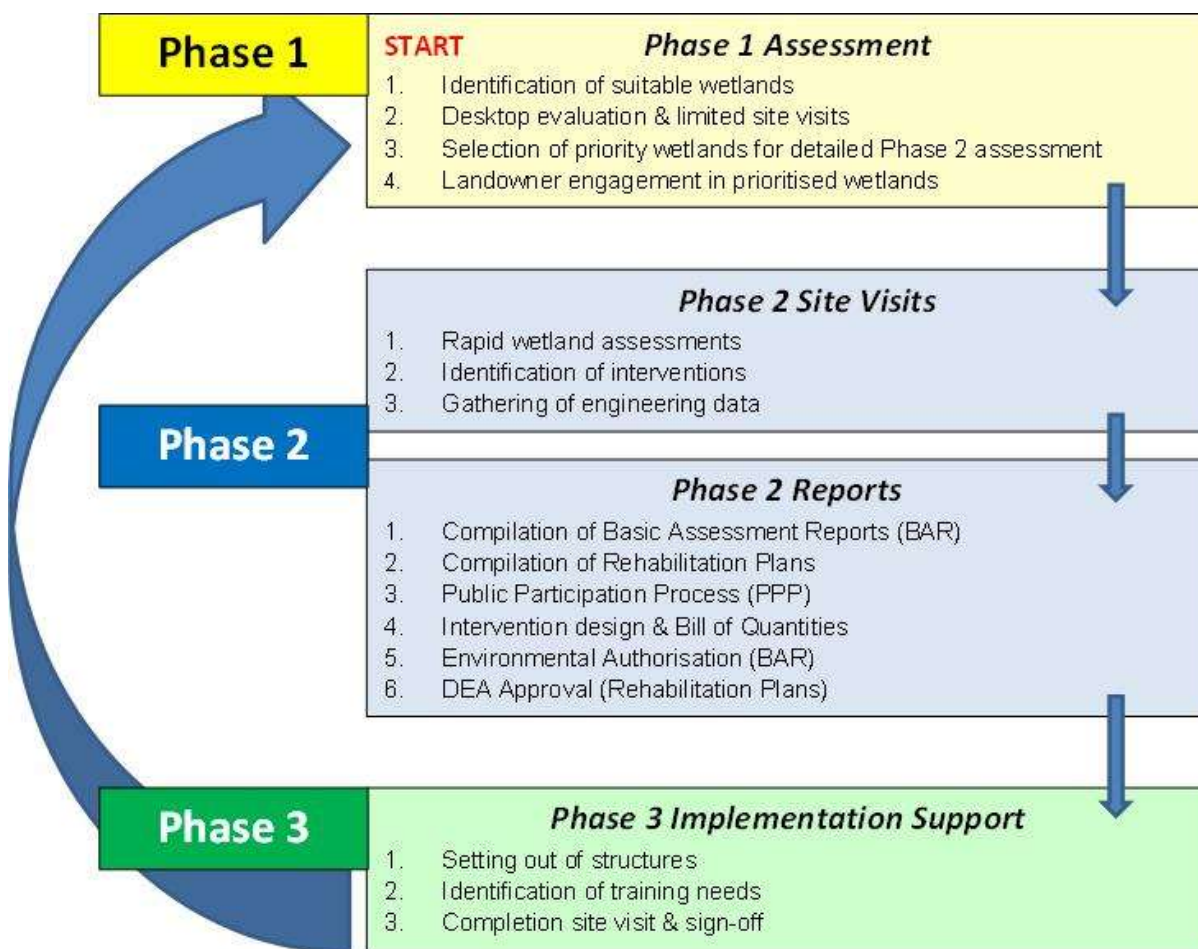 Phase 1
START Phase 1 Assessment
1. Identification of suitable wetlands
2. Desktop evaluation & limited site visits
3. Selection of priority wetlands for detailed Phase 2 assessment
4. Landowner engagement in prioritised wetlands
Phase 2
Phase 2 Site Visits
1. Rapid wetland assessments
2. Identification of interventions
3. Gathering of engineering data
Phase 2 Reports
1. Compilation of Basic Assessment Reports (BAR)
2. Compilation of Rehabilitation Plans
3. Public Participation Process (PPP)
4. Intervention design & Bill of Quantities
5. Environmental Authorisation (BAR)
6. DEA Approval (Rehabilitation Plans)
Phase 3
Phase 3 Implementation Support
1. Setting out of structures
2. Identification of training needs
3. Completion site visit & sign-off